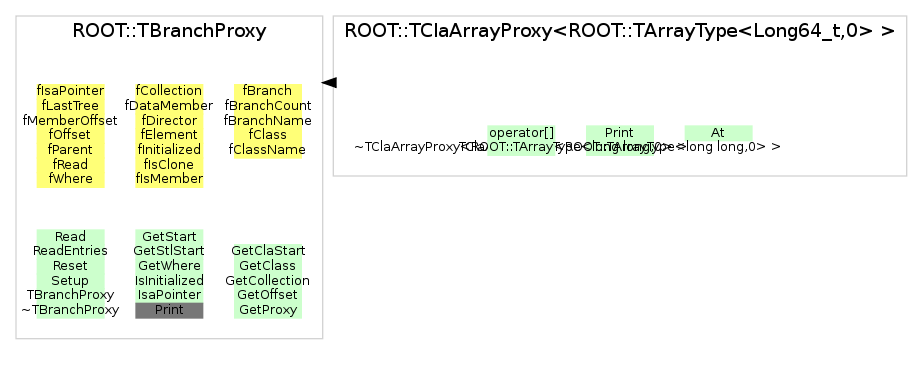 ROOT::TBranchProxy
fIsaPointer
fLastTree
fMemberOffset
fOffset
fParent
fRead
fWhere
fCollection
fDataMember
fDirector
fElement
fInitialized
fIsClone
fIsMember
fBranch
fBranchCount
fBranchName
fClass
fClassName
Read
ReadEntries
Reset
Setup
TBranchProxy
~TBranchProxy
GetStart
GetStlStart
GetWhere
IsInitialized
IsaPointer
Print
GetClaStart
GetClass
GetCollection
GetOffset
GetProxy
ROOT::TClaArrayProxy<ROOT::TArrayType<Long64_t,0> >
operator[]
Print
At